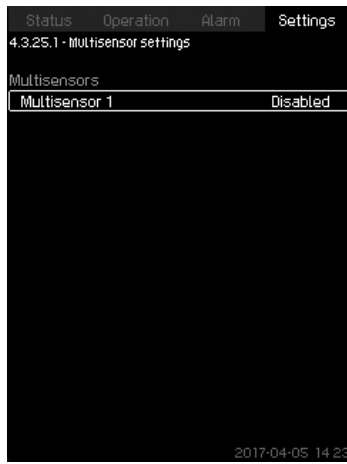 Status Operation Alarm Settings
4.3.25.1 - Multisensor settings
Multisensors
Multisensor 1 Disabled
2017-04-05 14:23